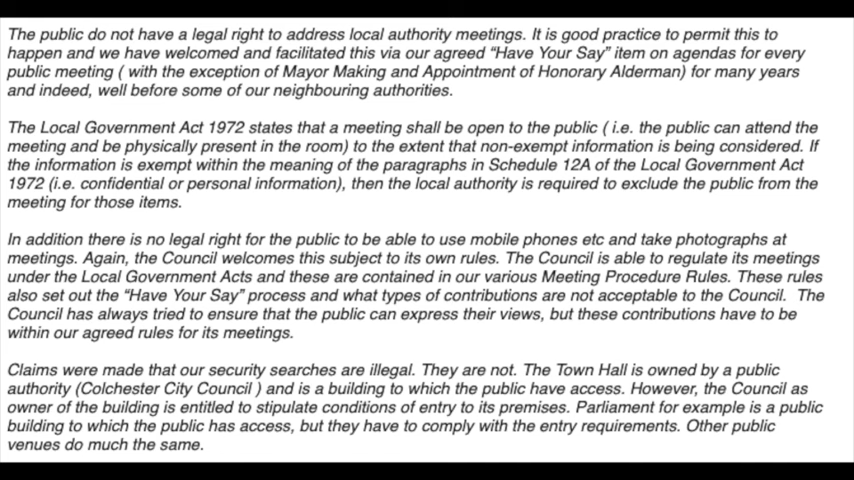 The public do not have a legal right to address local authority meetings. It is good practice to permit this to
happen and we have welcomed and facilitated this via our agreed “Have Your Say” item on agendas for every
public meeting ( with the exception of Mayor Making and Appointment of Honorary Alderman) for many years
and indeed, well before some of our neighbouring authorities.
The Local Government Act 1972 states that a meeting shall be open to the public ( i.e. the public can attend the
meeting and be physically present in the room) to the extent that non-exempt information is being considered. If
the information is exempt within the meaning of the paragraphs in Schedule 12A of the Local Government Act
1972 (i.e. confidential or personal information), then the local authority is required to exclude the public from the
meeting for those items.
In addition there is no legal right for the public to be able to use mobile phones etc and take photographs at
meetings. Again, the Council welcomes this subject to its own rules. The Council is able to regulate its meetings
under the Local Government Acts and these are contained in our various Meeting Procedure Rules. These rules
also set out the “Have Your Say” process and what types of contributions are not acceptable to the Council. The
Council has always tried to ensure that the public can express their views, but these contributions have to be
within our agreed rules for its meetings.
Claims were made that our security searches are illegal. They are not. The Town Hall is owned by a public
authority (Colchester City Council ) and is a building to which the public have access. However, the Council as
owner of the building is entitled to stipulate conditions of entry to its premises. Parliament for example is a public
building to which the public has access, but they have to comply with the entry requirements. Other public
venues do much the same.